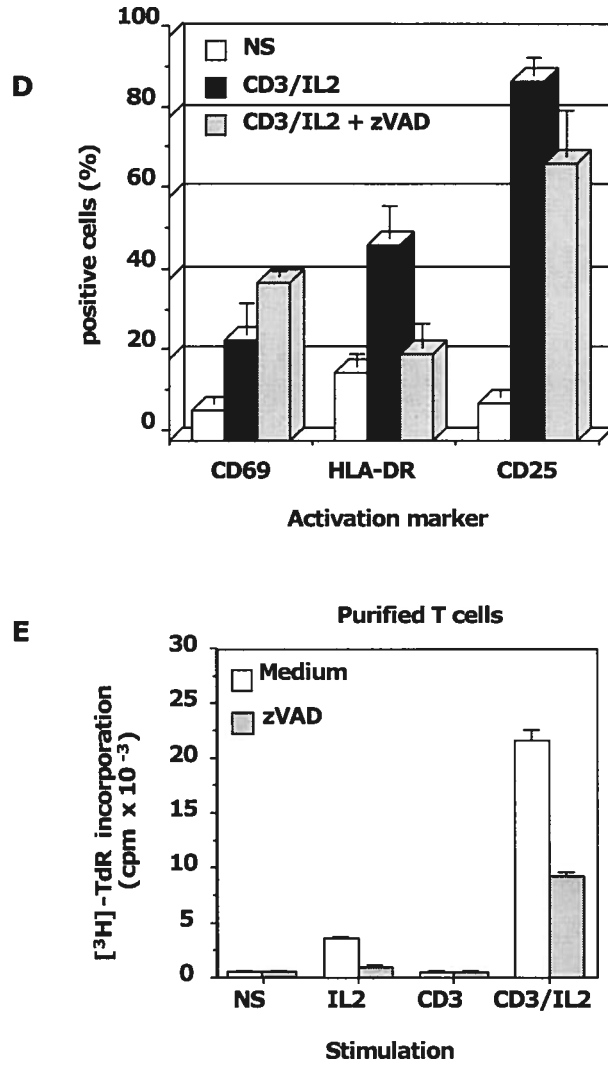 D
100
80
60
40
20
0
positive cells (%)
NS
CD3/IL2
CD3/IL2 + zVAD
CD69 HLA-DR CD25
Activation marker
E
Purified T cells
30
25
20
15
10
5
0
[³H]-TdR incorporation
(cpm x 10⁻³)
Medium
zVAD
NS IL2 CD3 CD3/IL2
Stimulation